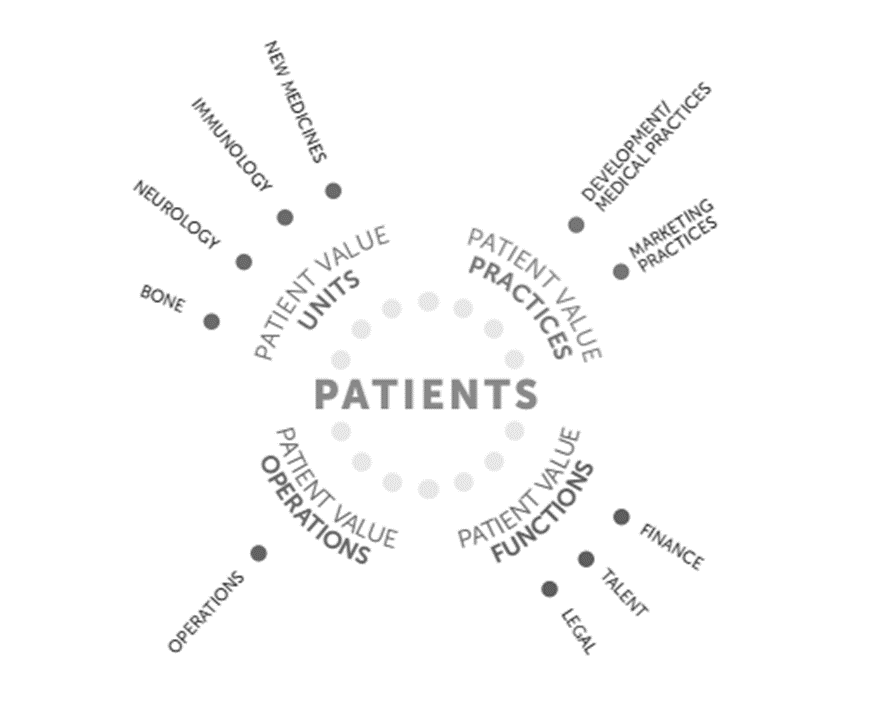 NEW MEDICINES
IMMUNOLOGY
NEUROLOGY
BONE
PATIENT VALUE
UNITS
DEVELOPMENT/
MEDICAL PRACTICES
MARKETING
PRACTICES
PATIENT VALUE
PRACTICES
PATIENTS
PATIENT VALUE
OPERATIONS
OPERATIONS
PATIENT VALUE
FUNCTIONS
FINANCE
TALENT
LEGAL